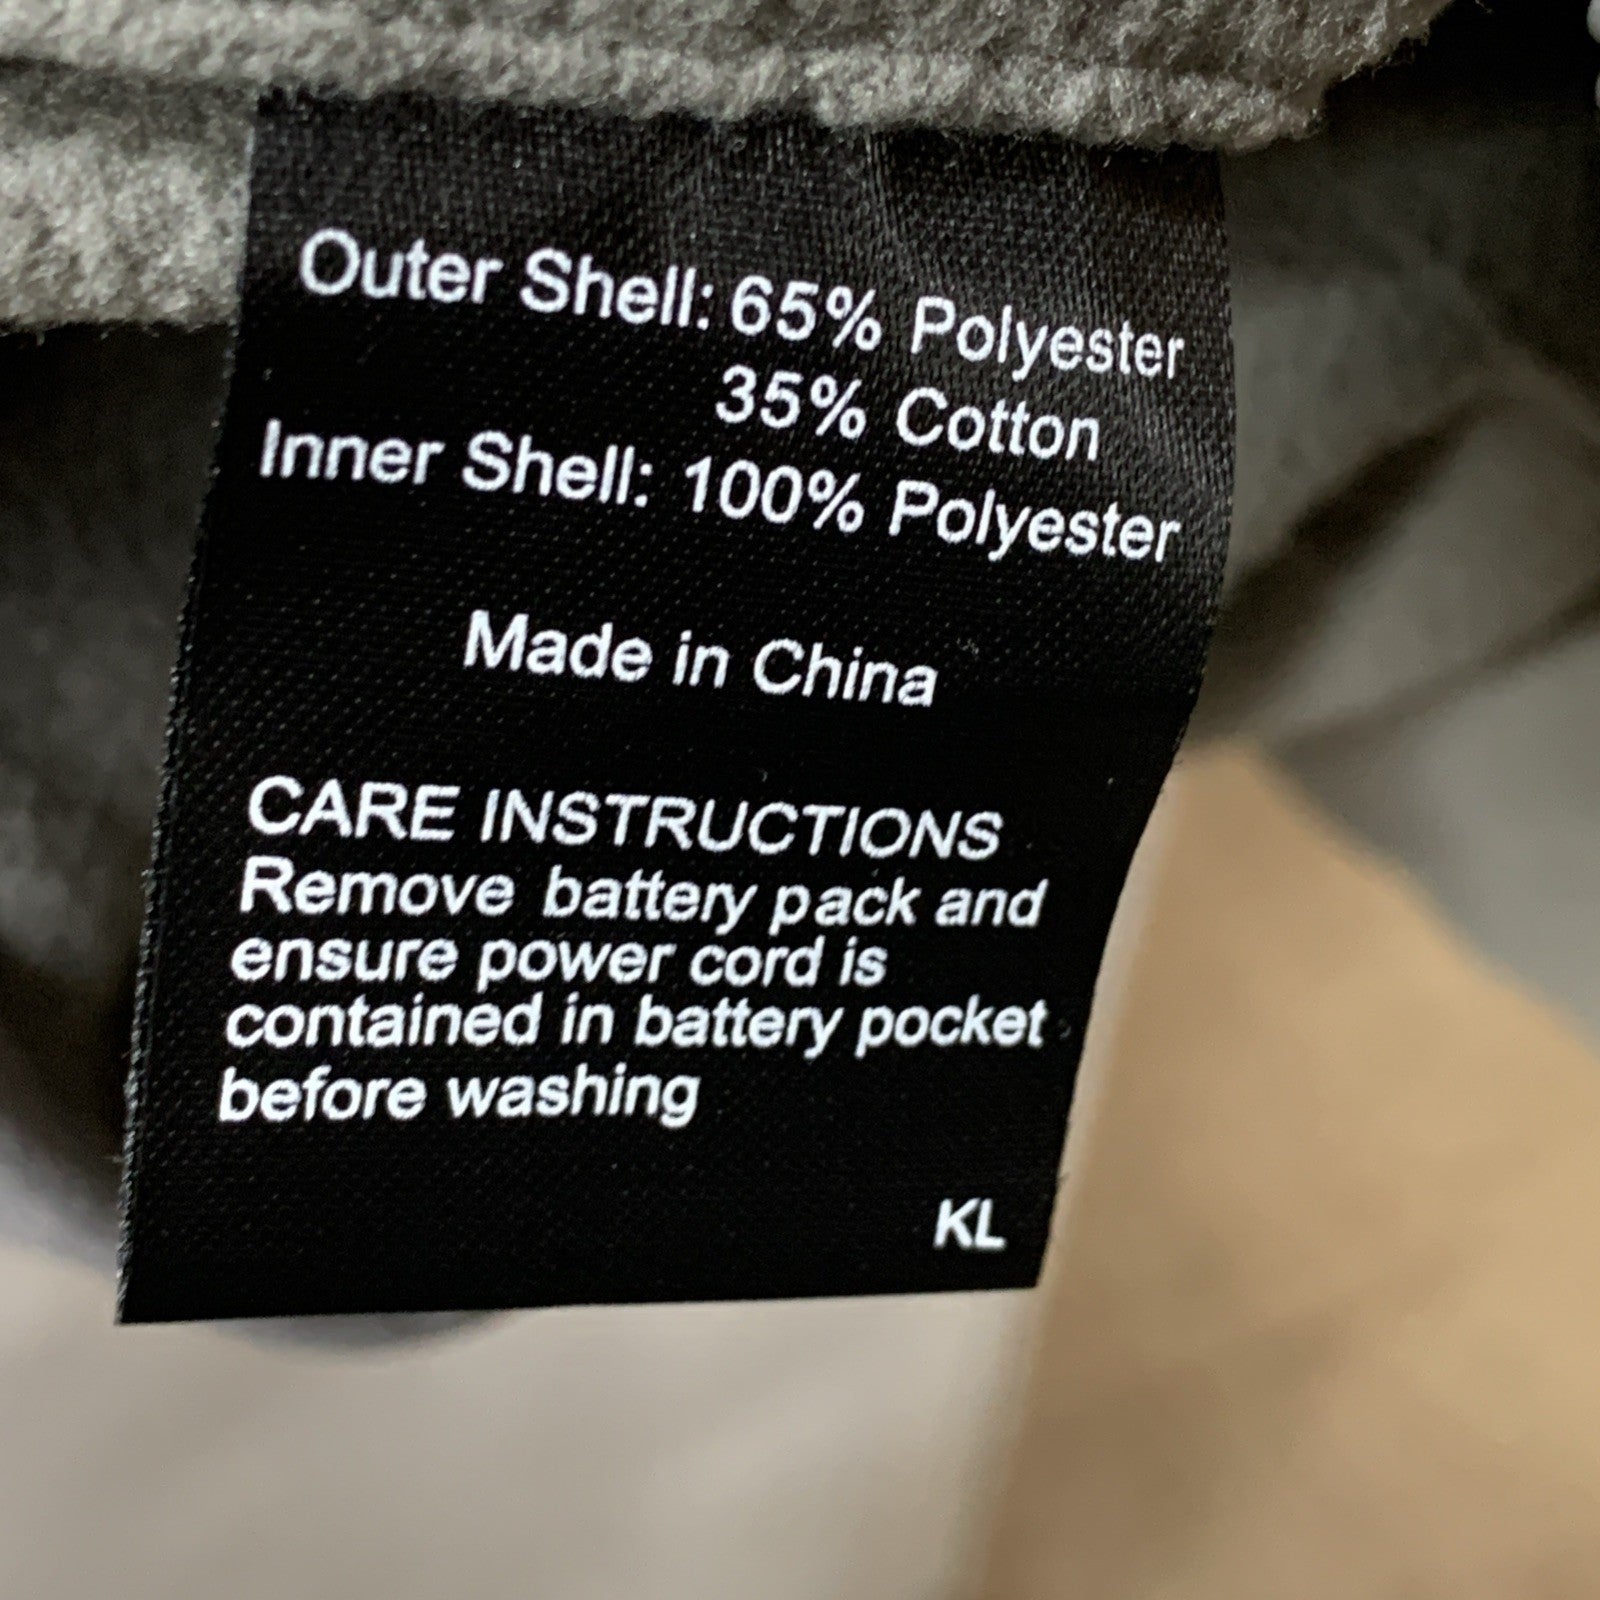 Outer Shell: 65% Polyester
35% Cotton
Inner Shell: 100% Polyester
Made in China
CARE INSTRUCTIONS
Remove battery pack and
ensure power cord is
contained in battery pocket
before washing
KL